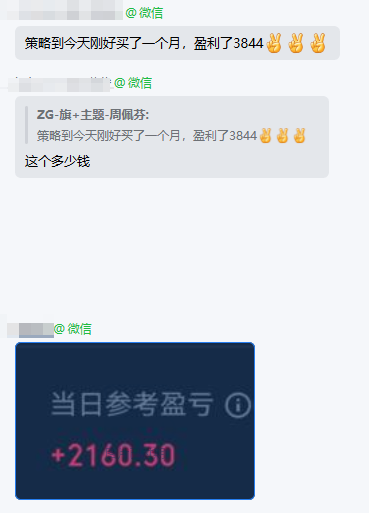 @微信
策略到今天刚好买了一个月，盈利了3844✌✌✌
@微信
ZG-旗+主题-周佩芬:
策略到今天刚好买了一个月，盈利了3844✌✌✌
这个多少钱
@微信
当日参考盈亏
+2160.30